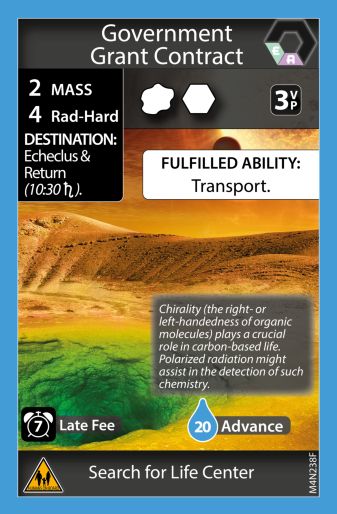 Government
Grant Contract
E A
2 MASS
4 Rad-Hard
DESTINATION:
Echeclus &
Return
(10:30 ♄).
3 VP
FULFILLED ABILITY:
Transport.
Chirality (the right- or
left-handedness of organic
molecules) plays a crucial
role in carbon-based life.
Polarized radiation might
assist in the detection of such
chemistry.
7 Late Fee
20 Advance
Search for Life Center
M4N238F